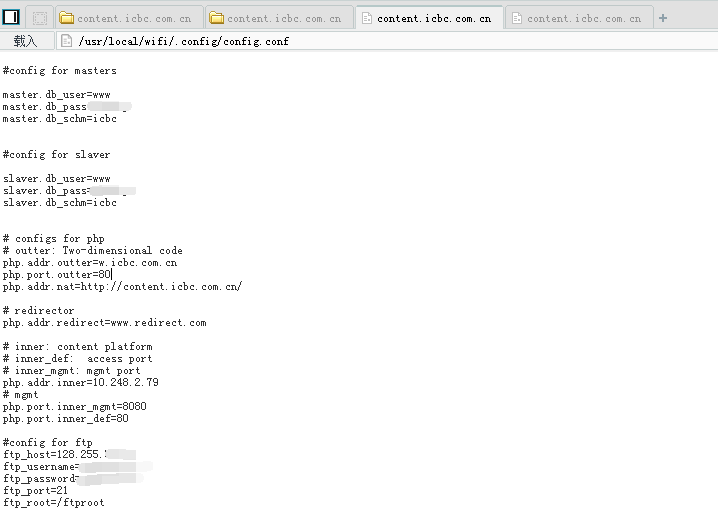 content.icbc.com.cn content.icbc.com.cn content.icbc.com.cn content.icbc.com.cn +
载入 /usr/local/wifi/.config/config.conf
#config for masters
master.db_user=www
master.db_pass
master.db_schm=icbc
#config for slaver
slaver.db_user=www
slaver.db_pass=
slaver.db_schm=icbc
# configs for php
# outter: Two-dimensional code
php.addr.outter=w.icbc.com.cn
php.port.outter=80
php.addr.nat=http://content.icbc.com.cn/
# redirector
php.addr.redirect=www.redirect.com
# inner: content platform
# inner_def:  access port
# inner_mgmt: mgmt port
php.addr.inner=10.248.2.79
# mgmt
php.port.inner_mgmt=8080
php.port.inner_def=80
#config for ftp
ftp_host=128.255.
ftp_username=
ftp_password=
ftp_port=21
ftp_root=/ftproot